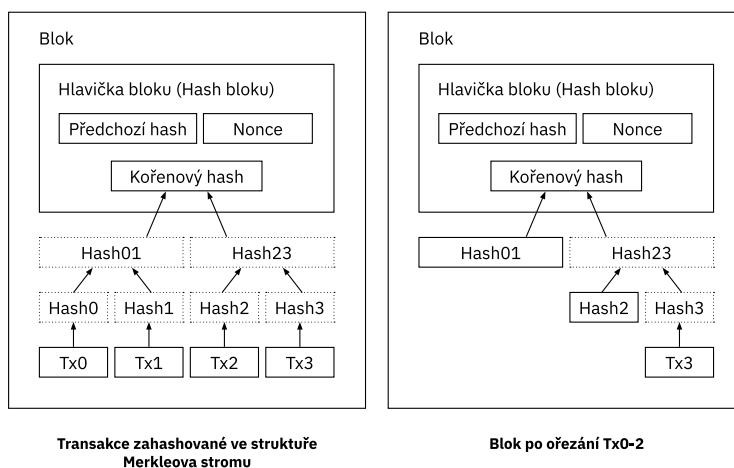 Blok
Hlavička bloku (Hash bloku)
Předchozí hash
Nonce
Kořenový hash
Hash01
Hash23
Hash0
Hash1
Hash2
Hash3
Tx0
Tx1
Tx2
Tx3
Transakce zahashované ve struktuře
Merkleova stromu
Blok
Hlavička bloku (Hash bloku)
Předchozí hash
Nonce
Kořenový hash
Hash01
Hash23
Hash2
Hash3
Tx3
Blok po ořezání Tx0-2